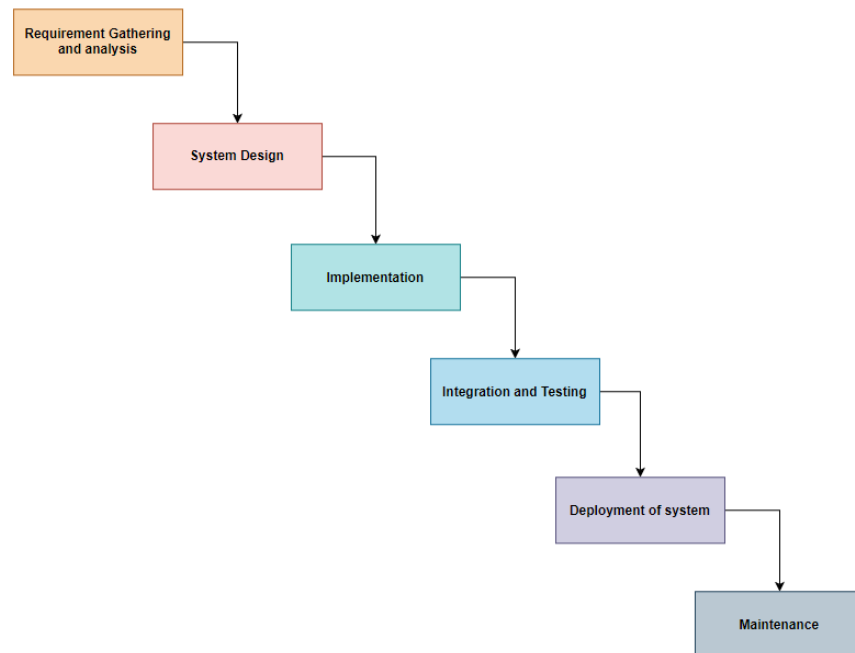 Requirement Gathering
and analysis
System Design
Implementation
Integration and Testing
Deployment of system
Maintenance